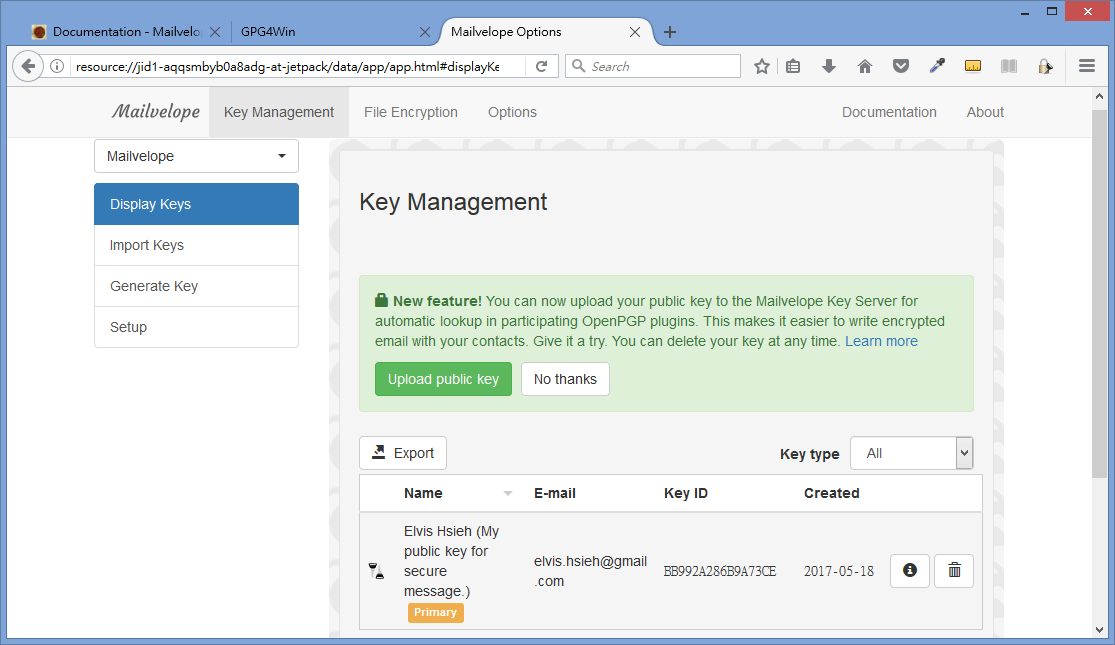 Documentation - Mailvelo
GPG4Win
Mailvelope Options
resource://jid1-aqqsmbyb0a8adg-at-jetpack/data/app/app.html#displayKe
Search
Mailvelope
Key Management
File Encryption
Options
Documentation
About
Mailvelope
Display Keys
Import Keys
Generate Key
Setup
Key Management
New feature! You can now upload your public key to the Mailvelope Key Server for
automatic lookup in participating OpenPGP plugins. This makes it easier to write encrypted
email with your contacts. Give it a try. You can delete your key at any time. Learn more
Upload public key
No thanks
Export
Key type
All
Name
E-mail
Key ID
Created
Elvis Hsieh (My
public key for
secure
message.)
Primary
elvis.hsieh@gmail
.com
BB992A286B9A73CE
2017-05-18